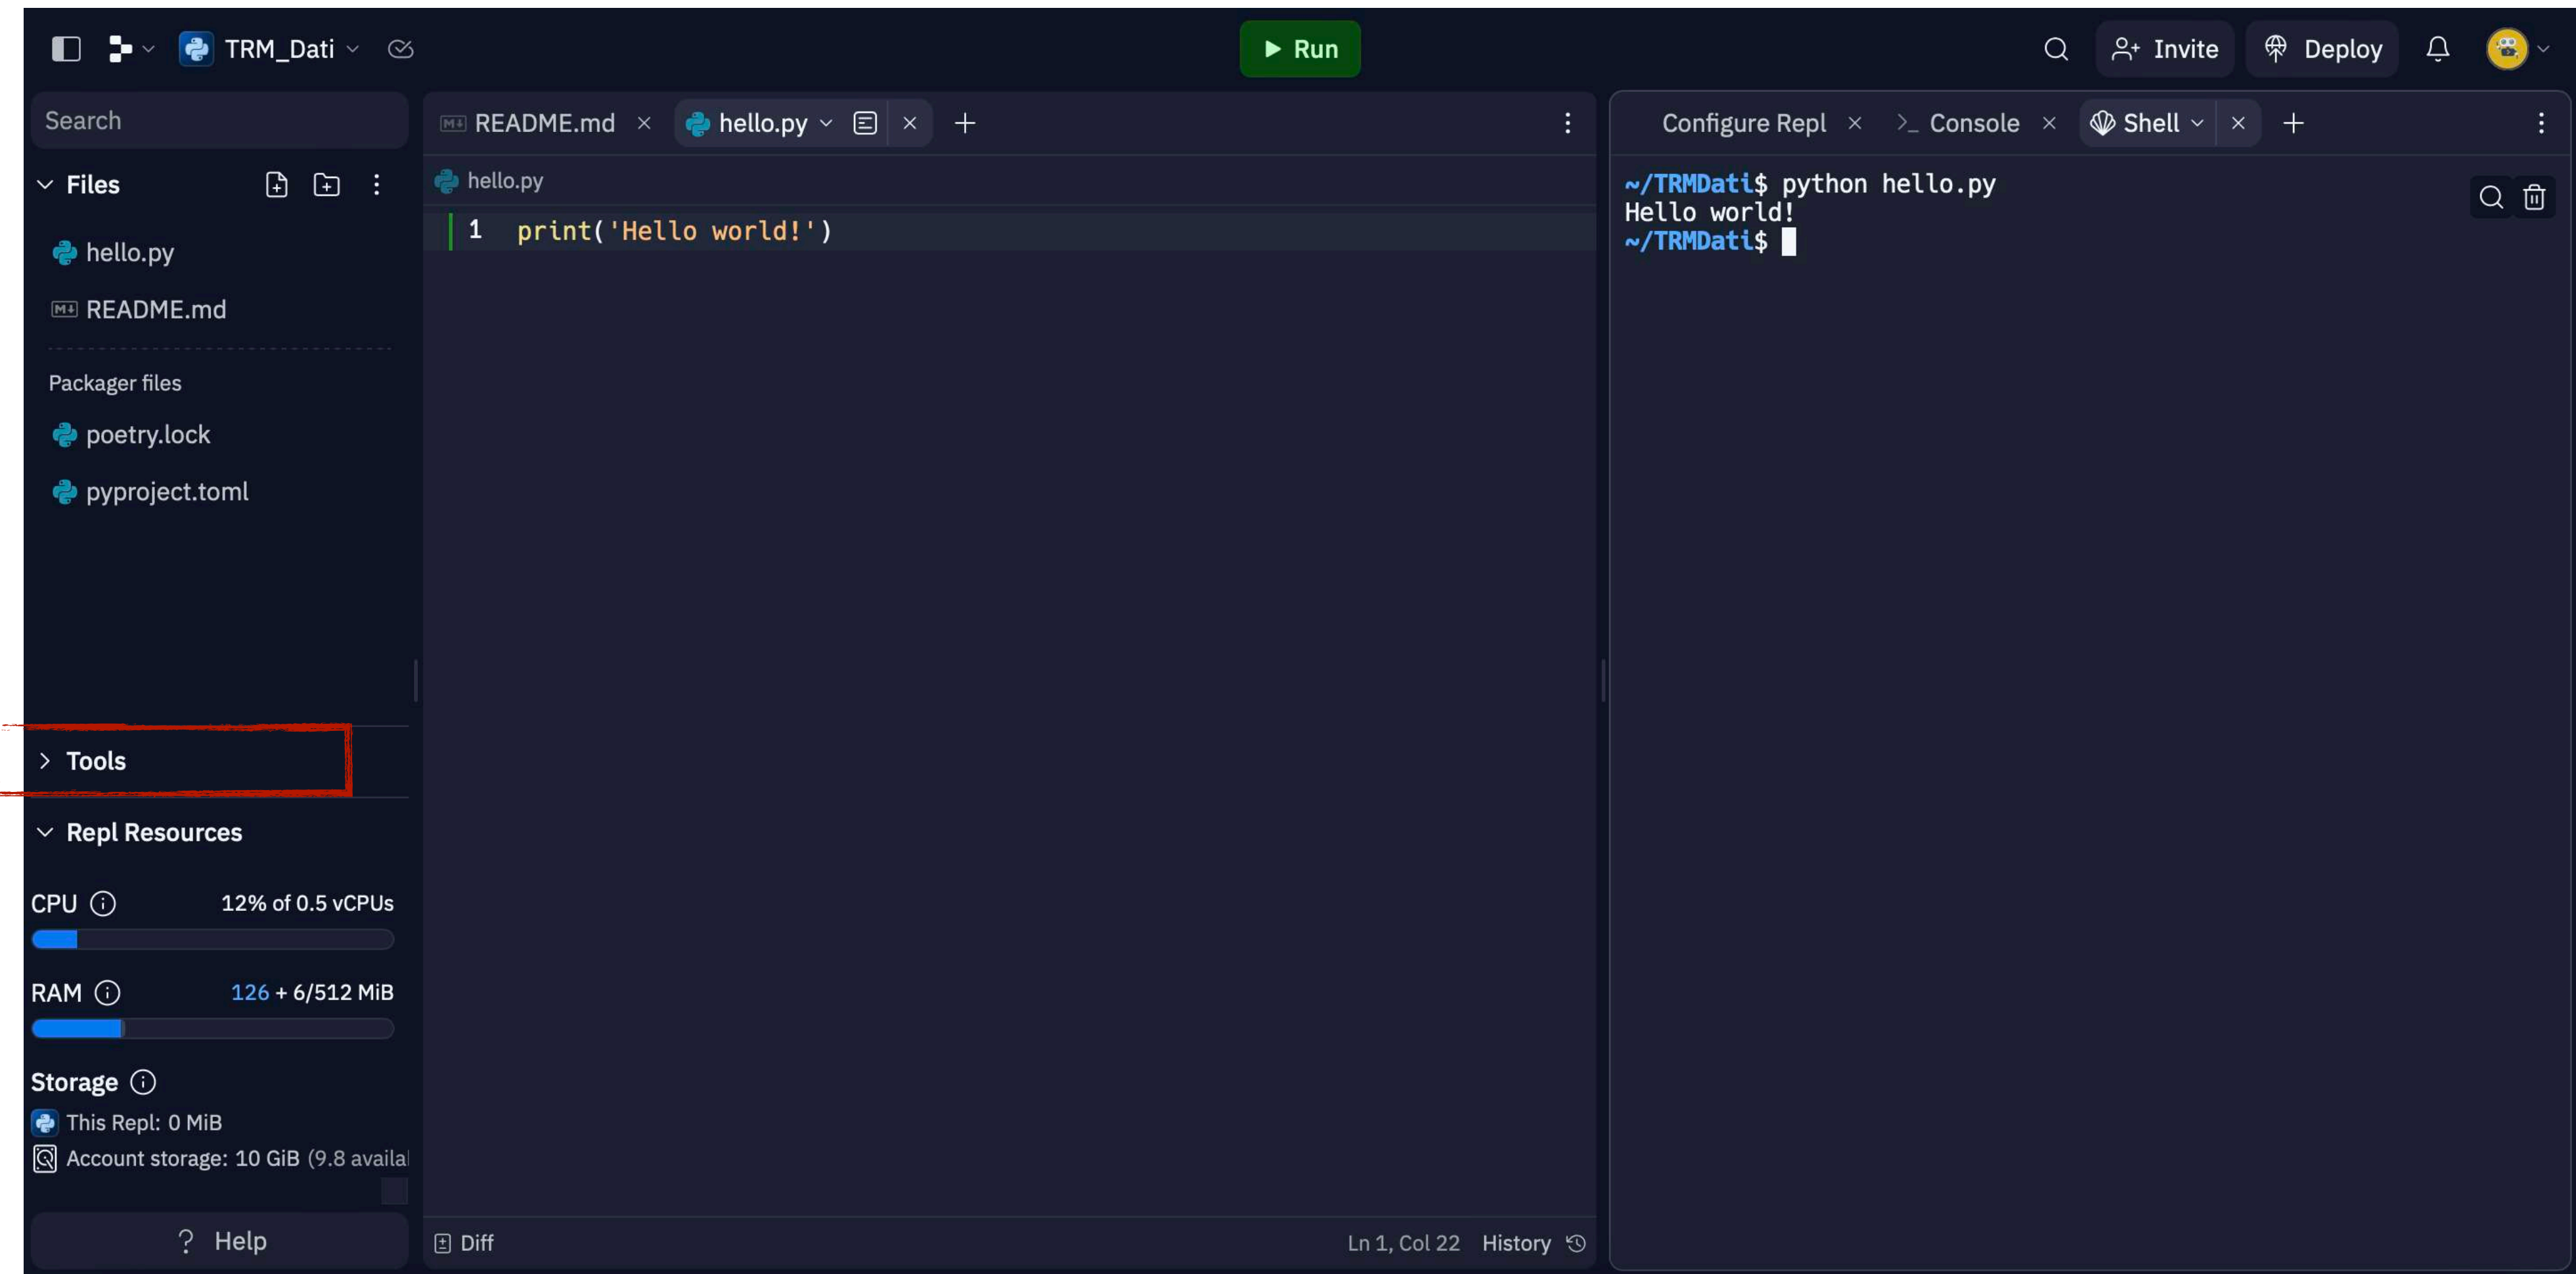 TRM_Dati
Run
Invite
Deploy
Search
Files
hello.py
README.md
Packager files
poetry.lock
pyproject.toml
Tools
Repl Resources
CPU 12% of 0.5 vCPUs
RAM 126 + 6/512 MiB
Storage
This Repl: 0 MiB
Account storage: 10 GiB (9.8 availa
? Help
README.md × hello.py × +
hello.py
1 print('Hello world!')
Diff
Ln 1, Col 22 History
Configure Repl × >_ Console × Shell × +
~/TRMDati$ python hello.py
Hello world!
~/TRMDati$